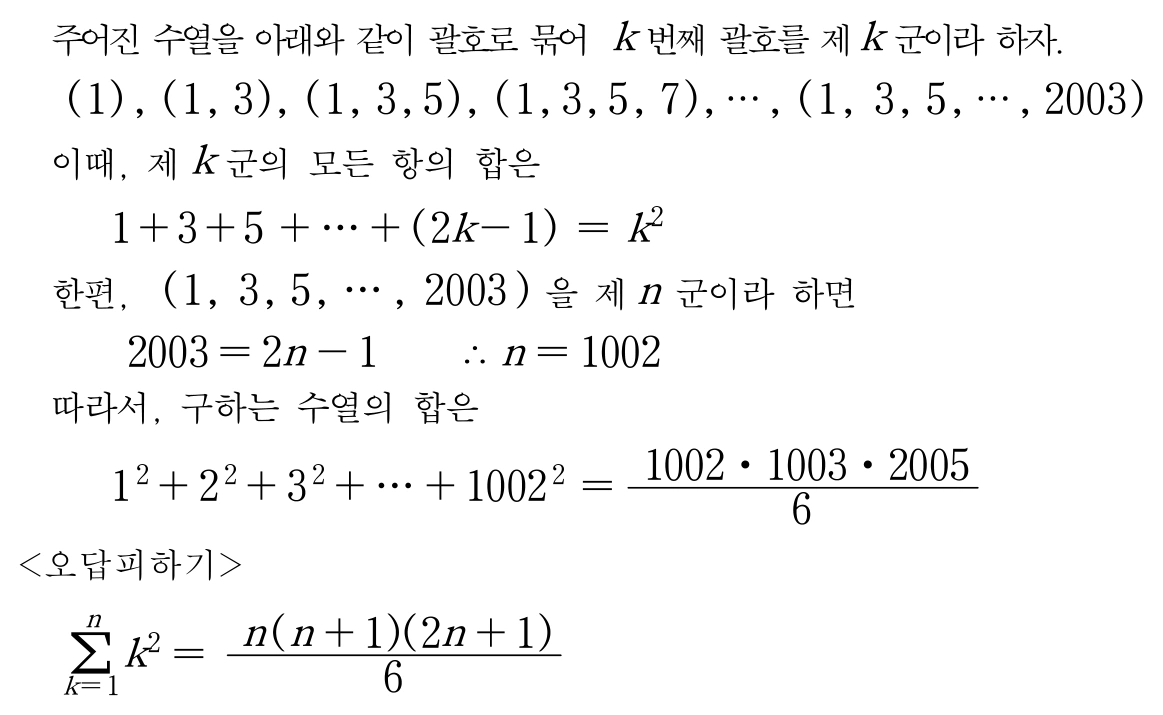 주어진 수열을 아래와 같이 괄호로 묶어 k번째 괄호를 제 k군이라 하자.
(1), (1, 3), (1, 3, 5), (1, 3, 5, 7), ⋯, (1, 3, 5, ⋯, 2003)
이때, 제 k군의 모든 항의 합은
1+3+5+⋯+(2k−1) = k²
한편, (1, 3, 5, ⋯, 2003)을 제 n군이라 하면
2003=2n−1 ∴ n=1002
따라서, 구하는 수열의 합은
1²+2²+3²+⋯+1002² = (1002・1003・2005)/6
<오답피하기>
∑_{k=1}^{n} k² = n(n+1)(2n+1)/6